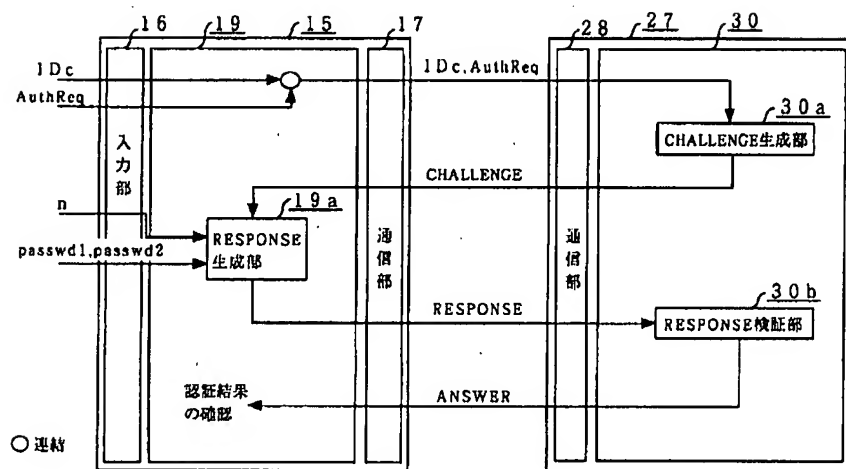 16
19
15
17
28
27
30
IDc
AuthReq
IDc,AuthReq
30a
CHALLENGE生成部
入力部
CHALLENGE
n
19a
RESPONSE
生成部
passwd1,passwd2
通信部
通信部
30b
RESPONSE
RESPONSE検証部
認証結果
の確認
ANSWER
○連結